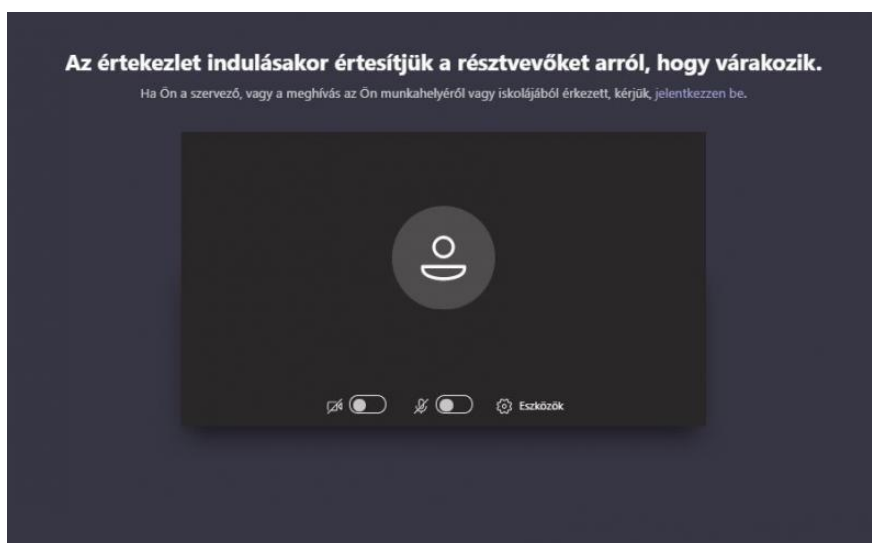 Az értekezlet indulásakor értesítjük a résztvevőket arról, hogy várakozik.
Ha Ön a szervező, vagy a meghívás az Ön munkahelyéről vagy iskolájából érkezett, kérjük, jelentkezzen be.
Eszközök